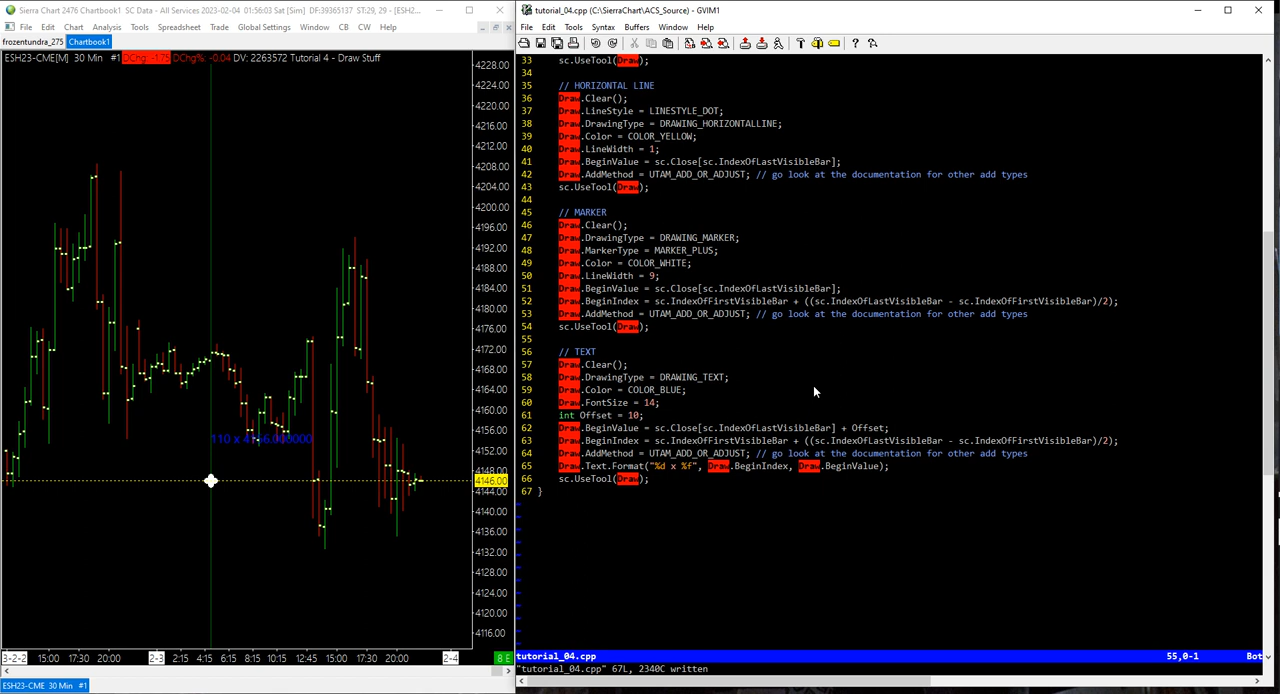 Sierra Chart 2476 Chartbook1 SC Data - All Services 2023-02-04 01:56:03 Sat [Sim] DF:39365137 ST:29, 29 - [ESH2...
File Edit Chart Analysis Tools Spreadsheet Trade Global Settings Window CB CW Help
frozentundra_275 Chartbook1
ESH23-CME[M] 30 Min #1 DChg: -1.75 DChg%: -0.04 DV: 2263572 Tutorial 4 - Draw Stuff
4228.00
4220.00
4216.00
4212.00
4208.00
4204.00
4200.00
4196.00
4192.00
4188.00
4184.00
4180.00
4176.00
4172.00
4168.00
4164.00
4160.00
4156.00
4152.00
4148.00
4146.00
4144.00
4140.00
4136.00
4132.00
4128.00
4124.00
4120.00
4116.00
110 x 4156.000000
3-2-2 15:00 17:30 20:00 2-3 2:15 4:15 6:15 8:15 10:15 12:45 15:00 17:30 20:00 2-4 8 E
ESH23-CME 30 Min #1
tutorial_04.cpp (C:\SierraChart\ACS_Source) - GVIM1
File Edit Tools Syntax Buffers Window Help
33 sc.UseTool(Draw);
34
35 // HORIZONTAL LINE
36 Draw.Clear();
37 Draw.LineStyle = LINESTYLE_DOT;
38 Draw.DrawingType = DRAWING_HORIZONTALLINE;
39 Draw.Color = COLOR_YELLOW;
40 Draw.LineWidth = 1;
41 Draw.BeginValue = sc.Close[sc.IndexOfLastVisibleBar];
42 Draw.AddMethod = UTAM_ADD_OR_ADJUST; // go look at the documentation for other add types
43 sc.UseTool(Draw);
44
45 // MARKER
46 Draw.Clear();
47 Draw.DrawingType = DRAWING_MARKER;
48 Draw.MarkerType = MARKER_PLUS;
49 Draw.Color = COLOR_WHITE;
50 Draw.LineWidth = 9;
51 Draw.BeginValue = sc.Close[sc.IndexOfLastVisibleBar];
52 Draw.BeginIndex = sc.IndexOfFirstVisibleBar + ((sc.IndexOfLastVisibleBar - sc.IndexOfFirstVisibleBar)/2);
53 Draw.AddMethod = UTAM_ADD_OR_ADJUST; // go look at the documentation for other add types
54 sc.UseTool(Draw);
55
56 // TEXT
57 Draw.Clear();
58 Draw.DrawingType = DRAWING_TEXT;
59 Draw.Color = COLOR_BLUE;
60 Draw.FontSize = 14;
61 int Offset = 10;
62 Draw.BeginValue = sc.Close[sc.IndexOfLastVisibleBar] + Offset;
63 Draw.BeginIndex = sc.IndexOfFirstVisibleBar + ((sc.IndexOfLastVisibleBar - sc.IndexOfFirstVisibleBar)/2);
64 Draw.AddMethod = UTAM_ADD_OR_ADJUST; // go look at the documentation for other add types
65 Draw.Text.Format("%d x %f", Draw.BeginIndex, Draw.BeginValue);
66 sc.UseTool(Draw);
67 }
tutorial_04.cpp 55,0-1 Bot
"tutorial_04.cpp" 67L, 2340C written